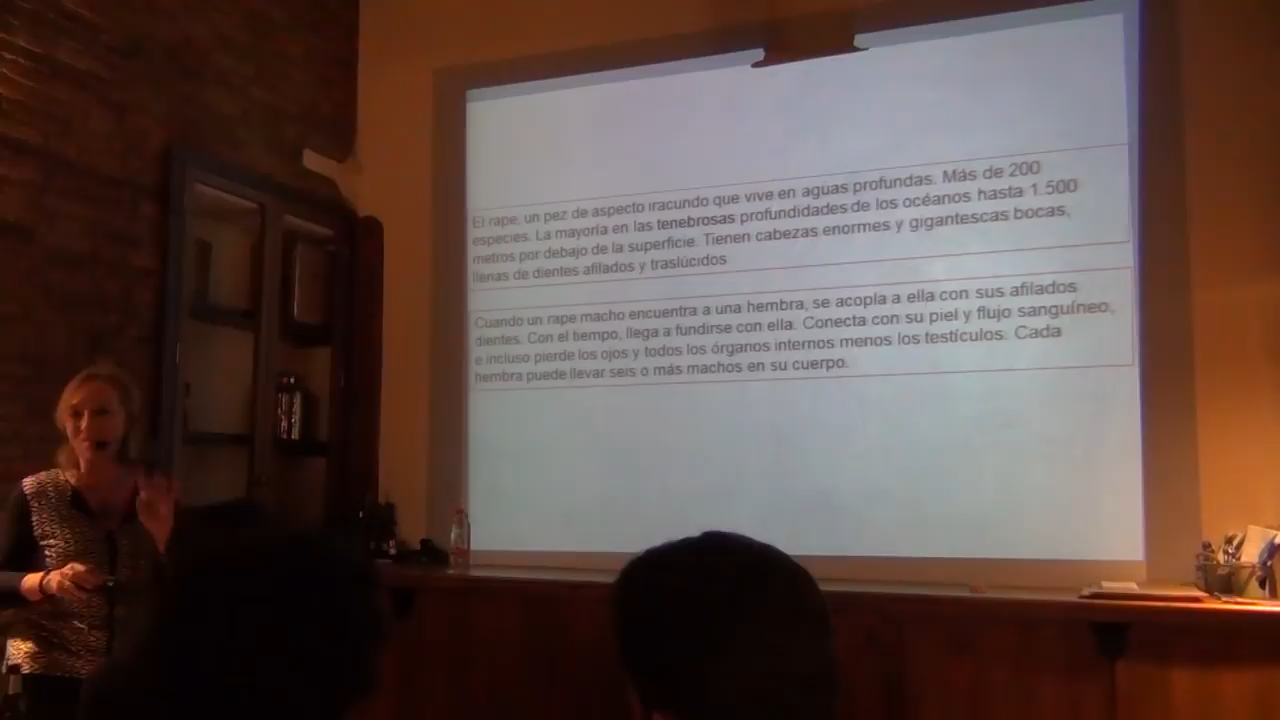 El rape, un pez de aspecto iracundo que vive en aguas profundas. Más de 200
especies. La mayoría en las tenebrosas profundidades de los océanos hasta 1.500
metros por debajo de la superficie. Tienen cabezas enormes y gigantescas bocas,
llenas de dientes afilados y traslúcidos
Cuando un rape macho encuentra a una hembra, se acopla a ella con sus afilados
dientes. Con el tiempo, llega a fundirse con ella. Conecta con su piel y flujo sanguíneo,
e incluso pierde los ojos y todos los órganos internos menos los testículos. Cada
hembra puede llevar seis o más machos en su cuerpo.